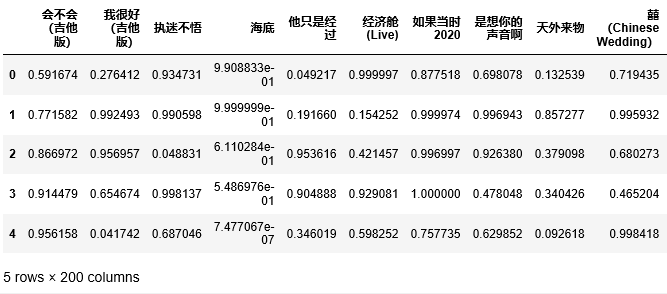 会不会 (吉他版) 我很好 (吉他版) 执迷不悟 海底 他只是经过 经济舱 (Live) 如果当时 2020 是想你的声音啊 天外来物 囍 (Chinese Wedding)
0 0.591674 0.276412 0.934731 9.908833e-01 0.049217 0.999997 0.877518 0.698078 0.132539 0.719435
1 0.771582 0.992493 0.990598 9.999999e-01 0.191660 0.154252 0.999974 0.996943 0.857277 0.995932
2 0.866972 0.956957 0.048831 6.110284e-01 0.953616 0.421457 0.996997 0.926380 0.379098 0.680273
3 0.914479 0.654674 0.998137 5.486976e-01 0.904888 0.929081 1.000000 0.478048 0.340426 0.465204
4 0.956158 0.041742 0.687046 7.477067e-07 0.346019 0.598252 0.757735 0.629852 0.092618 0.998418
5 rows × 200 columns